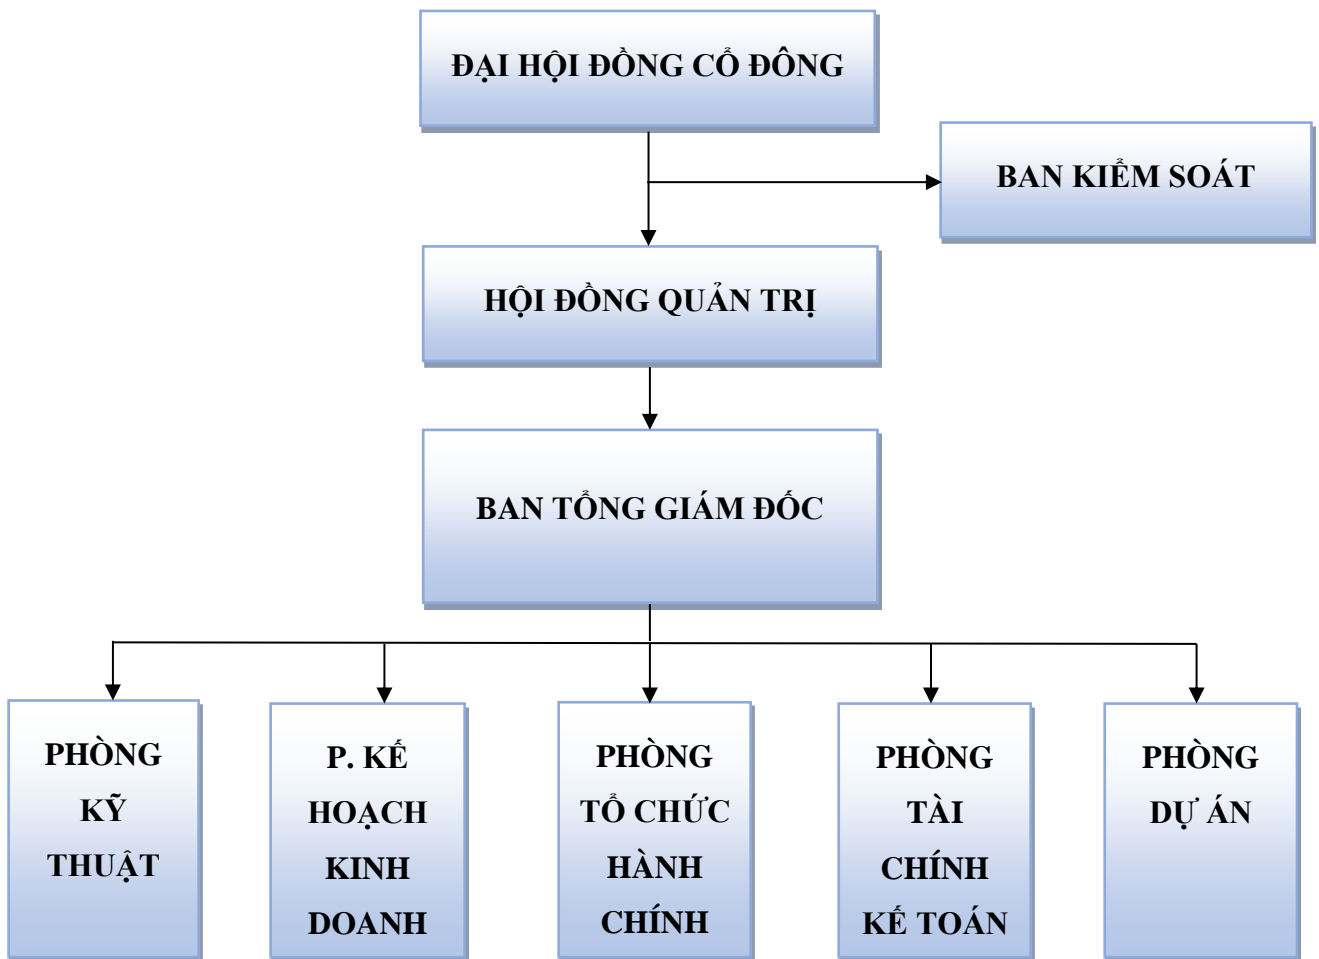 ĐẠI HỘI ĐỒNG CỔ ĐÔNG
BAN KIỂM SOÁT
HỘI ĐỒNG QUẢN TRỊ
BAN TỔNG GIÁM ĐỐC
PHÒNG
KỸ
THUẬT
P. KẾ
HOẠCH
KINH
DOANH
PHÒNG
TỔ CHỨC
HÀNH
CHÍNH
PHÒNG
TÀI
CHÍNH
KẾ TOÁN
PHÒNG
DỰ ÁN